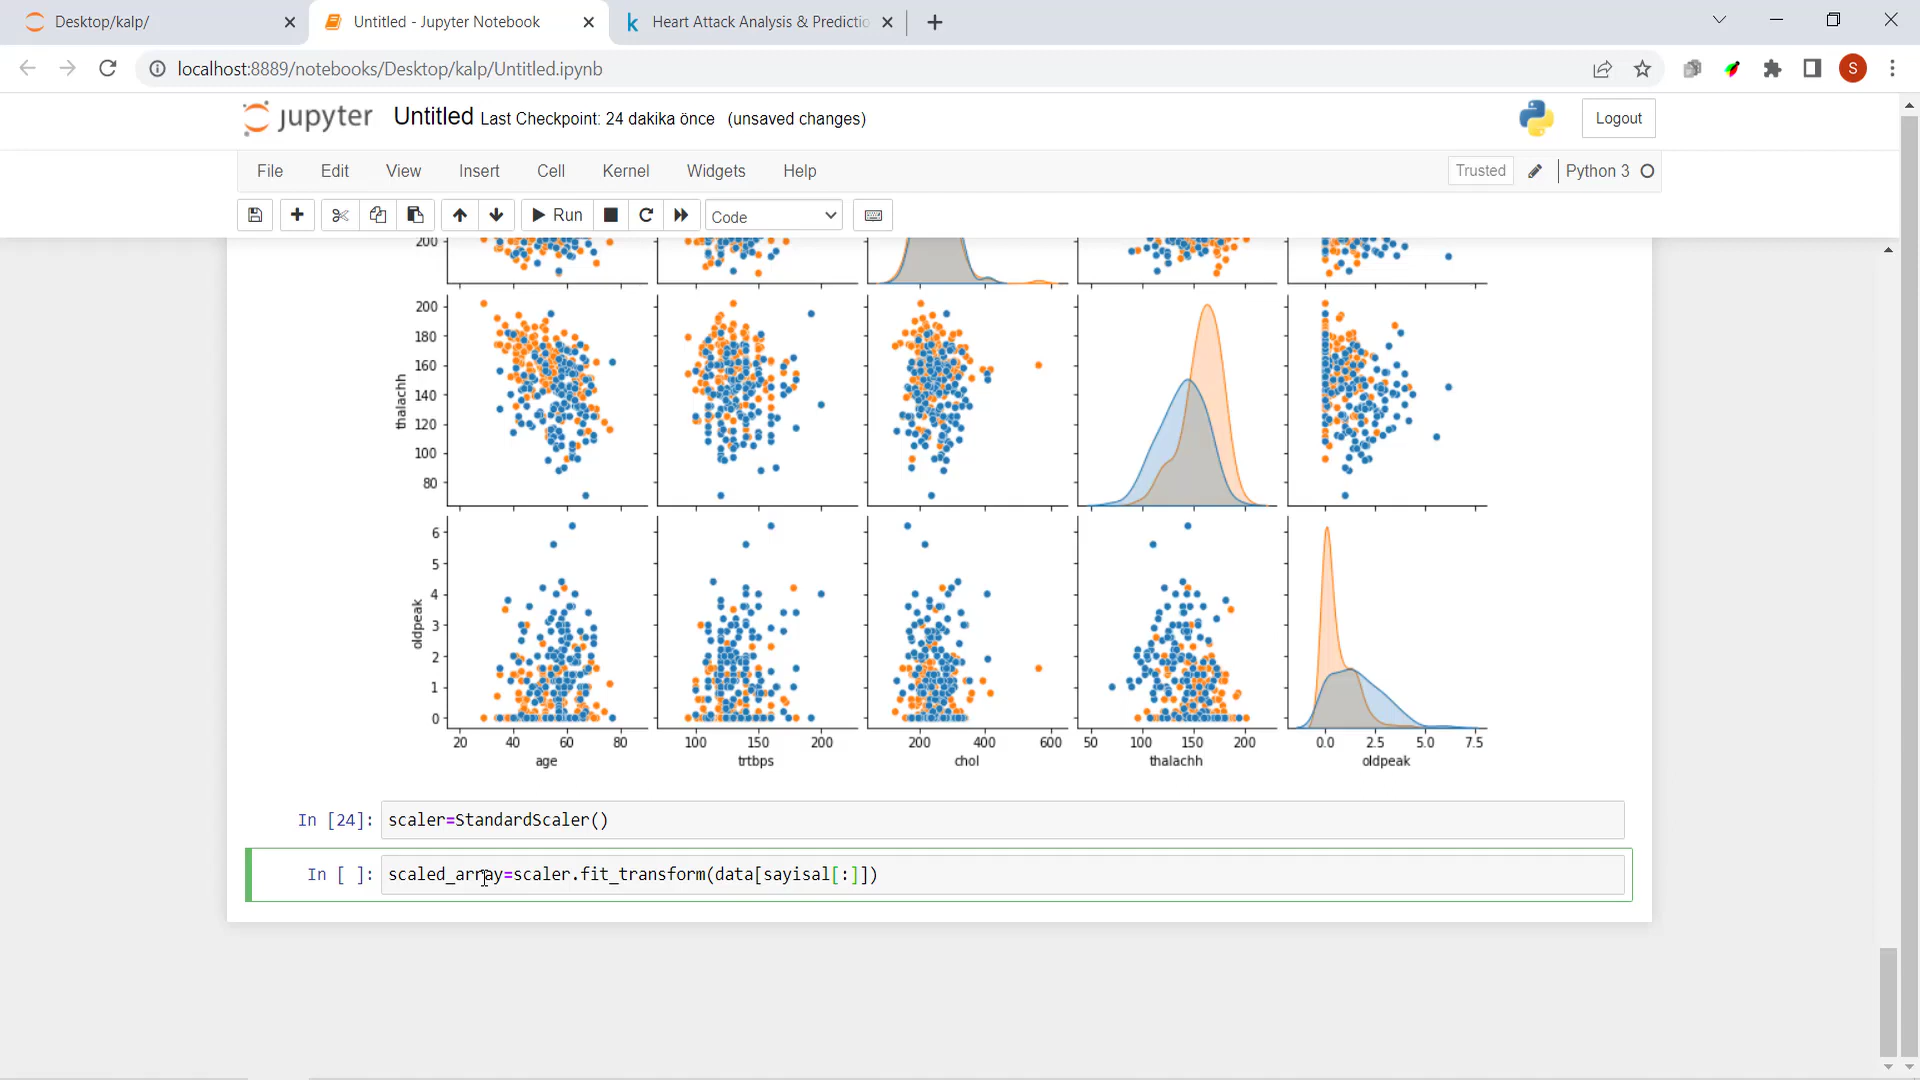 Desktop/kalp/
Untitled - Jupyter Notebook
Heart Attack Analysis & Predictio
localhost:8889/notebooks/Desktop/kalp/Untitled.ipynb
S
jupyter Untitled Last Checkpoint: 24 dakika önce (unsaved changes)
Logout
File Edit View Insert Cell Kernel Widgets Help
Trusted Python 3
Run Code
200
thalachh
200
180
160
140
120
100
80
oldpeak
6
5
4
3
2
1
0
20 40 60 80 100 150 200 200 400 600 50 100 150 200 0.0 2.5 5.0 7.5
age trtbps chol thalachh oldpeak
In [24]: scaler=StandardScaler()
In [ ]: scaled_array=scaler.fit_transform(data[sayisal[:]])